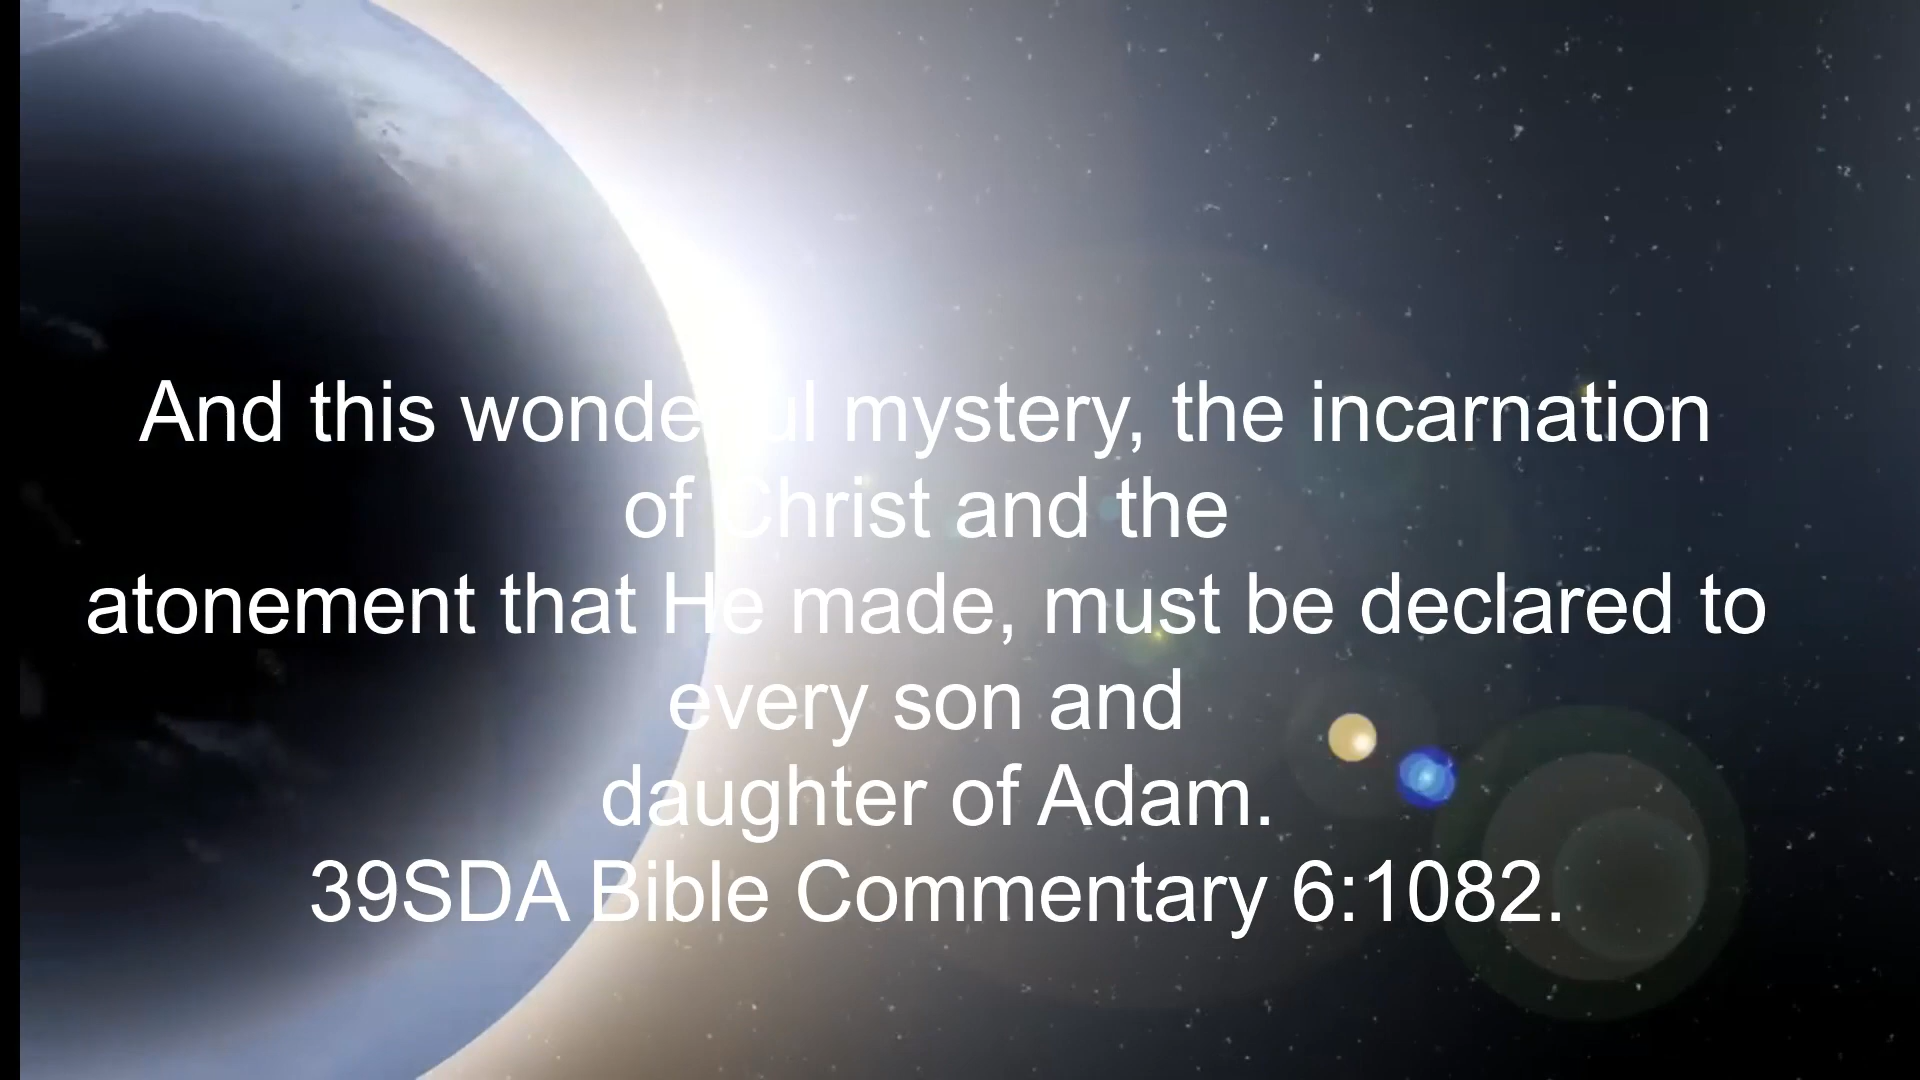 And this wonderful mystery, the incarnation
of Christ and the
atonement that He made, must be declared to
every son and
daughter of Adam.
39SDA Bible Commentary 6:1082.